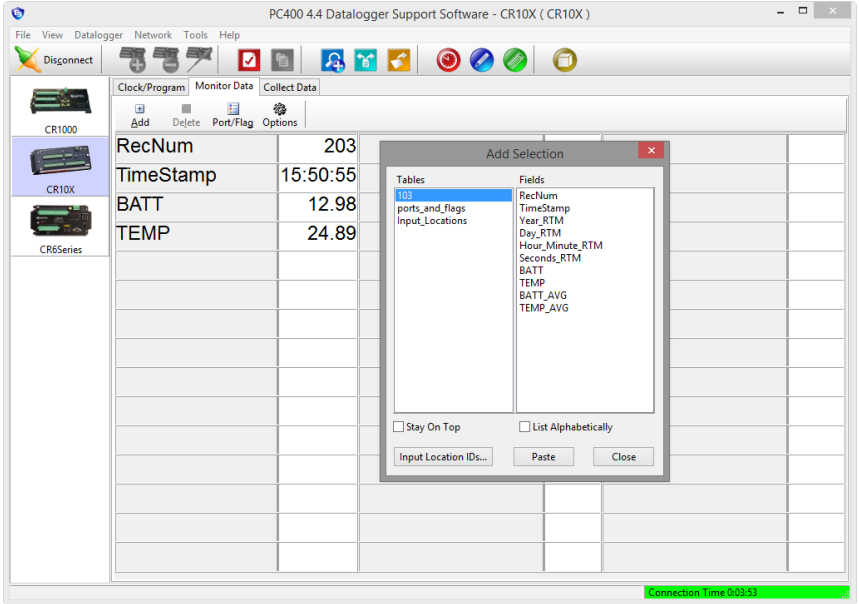 PC400 4.4 Datalogger Support Software - CR10X ( CR10X )
File View Datalogger Network Tools Help
Disconnect
CR1000
CR10X
CR6Series
Clock/Program Monitor Data Collect Data
Add Delete Port/Flag Options
RecNum 203
TimeStamp 15:50:55
BATT 12.98
TEMP 24.89
Add Selection
Tables
103
ports_and_flags
Input_Locations
Fields
RecNum
TimeStamp
Year_RTM
Day_RTM
Hour_Minute_RTM
Seconds_RTM
BATT
TEMP
BATT_AVG
TEMP_AVG
Stay On Top
List Alphabetically
Input Location IDs... Paste Close
Connection Time 0:03:53